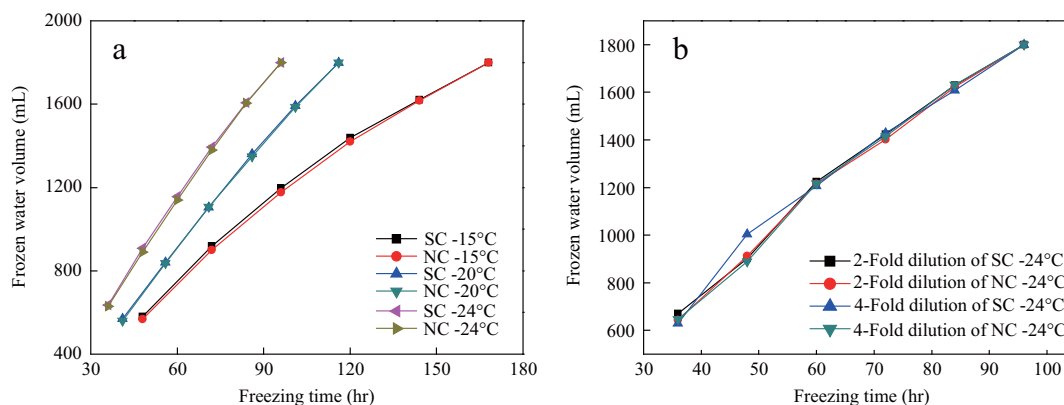 a
Frozen water volume (mL)
2000
1600
1200
800
400
30
60
90
120
150
180
Freezing time (hr)
SC -15°C
NC -15°C
SC -20°C
NC -20°C
SC -24°C
NC -24°C
b
Frozen water volume (mL)
1800
1600
1400
1200
1000
800
600
30
40
50
60
70
80
90
100
Freezing time (hr)
2-Fold dilution of SC -24°C
2-Fold dilution of NC -24°C
4-Fold dilution of SC -24°C
4-Fold dilution of NC -24°C